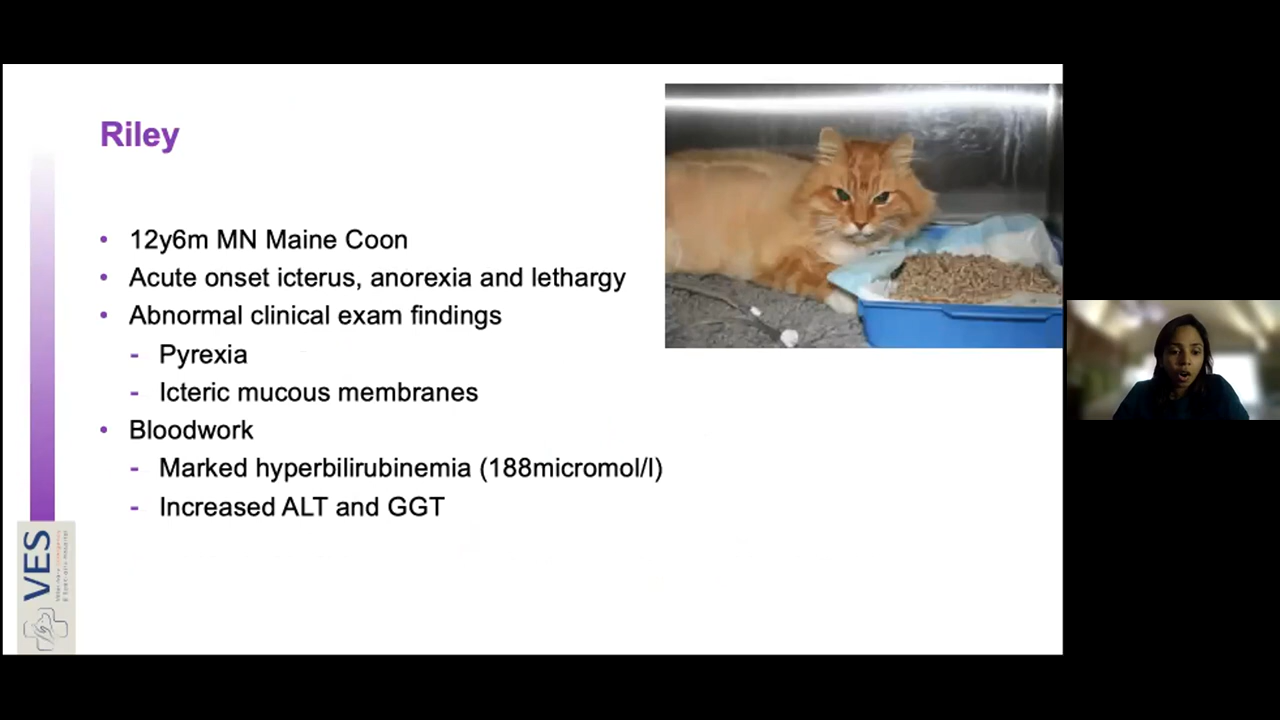 Riley
• 12y6m MN Maine Coon
• Acute onset icterus, anorexia and lethargy
• Abnormal clinical exam findings
- Pyrexia
- Icteric mucous membranes
• Bloodwork
- Marked hyperbilirubinemia (188micromol/l)
- Increased ALT and GGT
VES